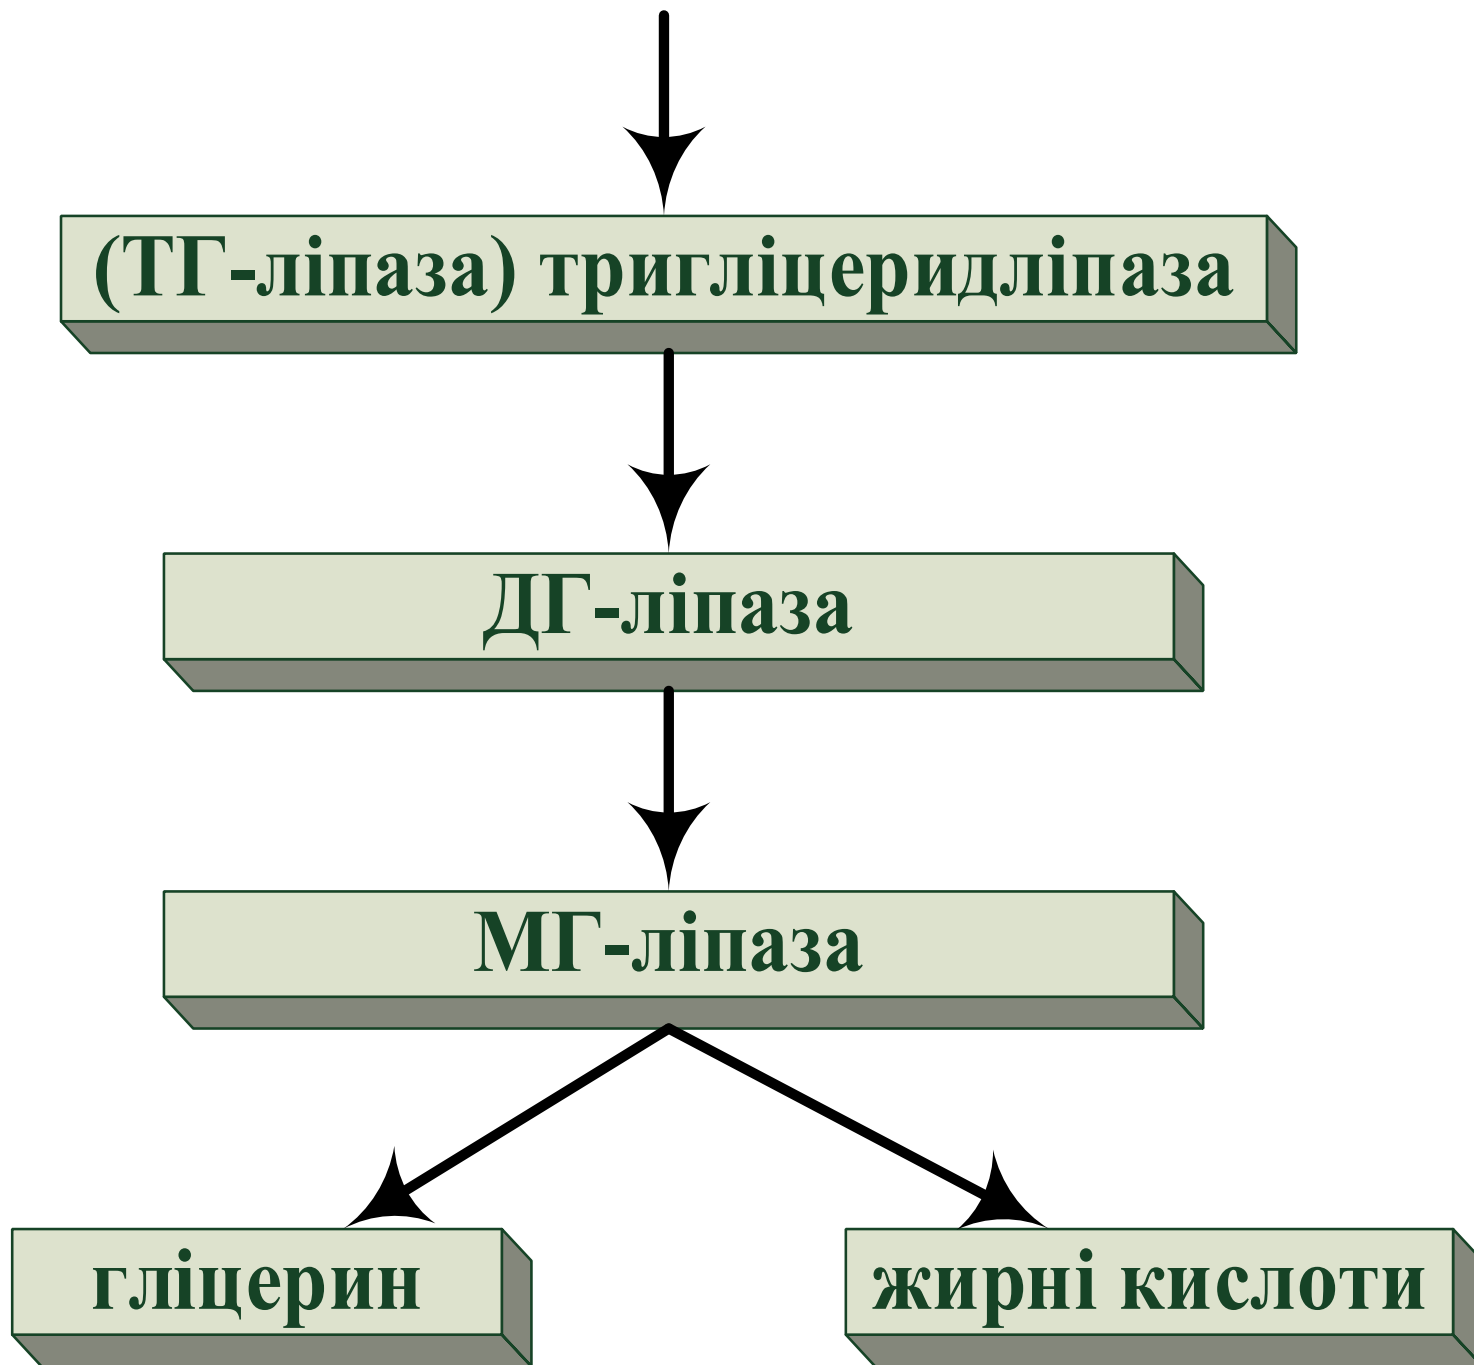 (ТГ-ліпаза) тригліцеридліпаза
ДГ-ліпаза
МГ-ліпаза
гліцерин
жирні кислоти